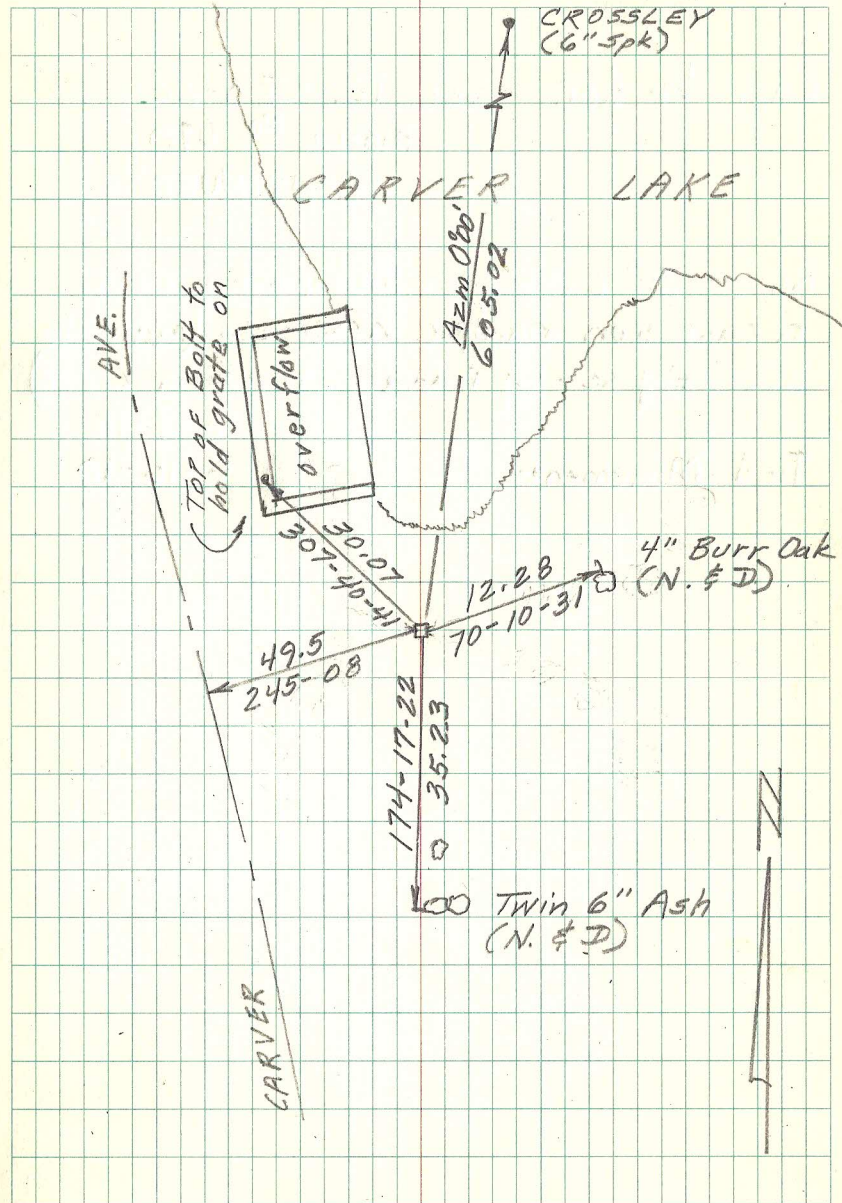 CROSSLEY
(6" Spk)
CARVER LAKE
Azm 0°00'
605.02
AVE.
TOP OF Bolt to
hold grate on
overflow
30.07
307-40-41
12.28
70-10-31
4" Burr Oak
(N. & D)
49.5
245-08
174-17-22
35.23
Twin 6" Ash
(N. & D)
CARVER
N